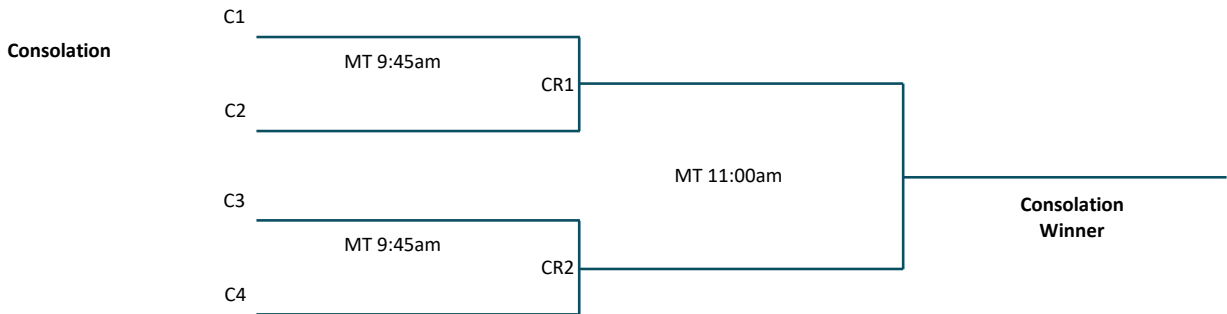 C1
Consolation
MT 9:45am
CR1
C2
MT 11:00am
C3
Consolation
Winner
MT 9:45am
CR2
C4